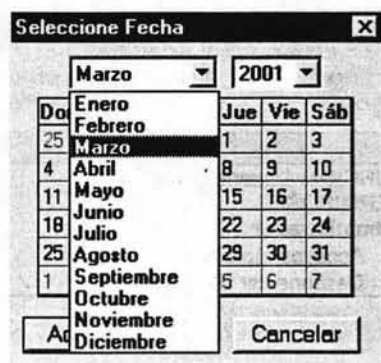 Seleccione Fecha
Marzo 2001
Enero
Febrero
Marzo
Abril
Mayo
Junio
Julio
Agosto
Septiembre
Octubre
Noviembre
Diciembre
Do Jue Vie Sáb
25 1 2 3
4 8 9 10
11 15 16 17
18 22 23 24
25 29 30 31
1 5 6 7
Ac Cancelar